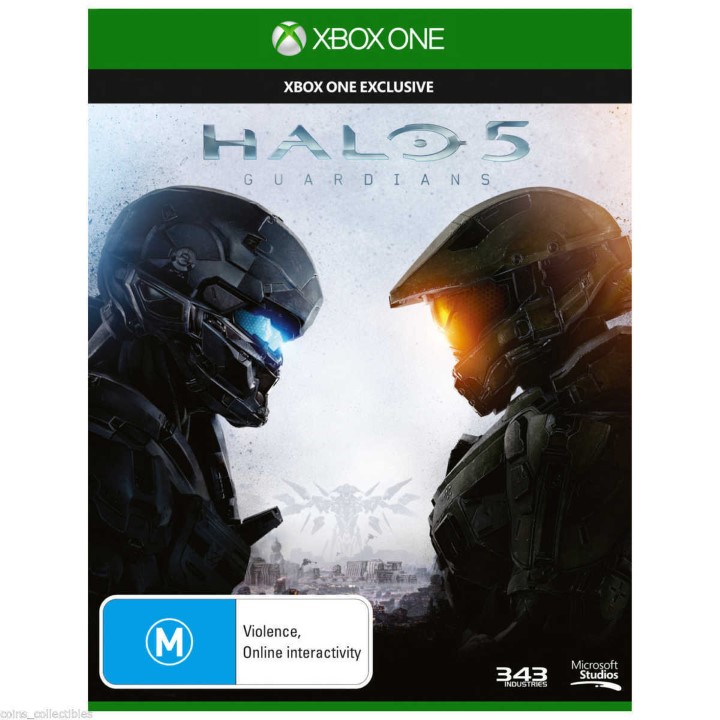 XBOX ONE
XBOX ONE EXCLUSIVE
HALO 5
GUARDIANS
M
Violence,
Online interactivity
343
INDUSTRIES
Microsoft
Studios
coins_collectibles